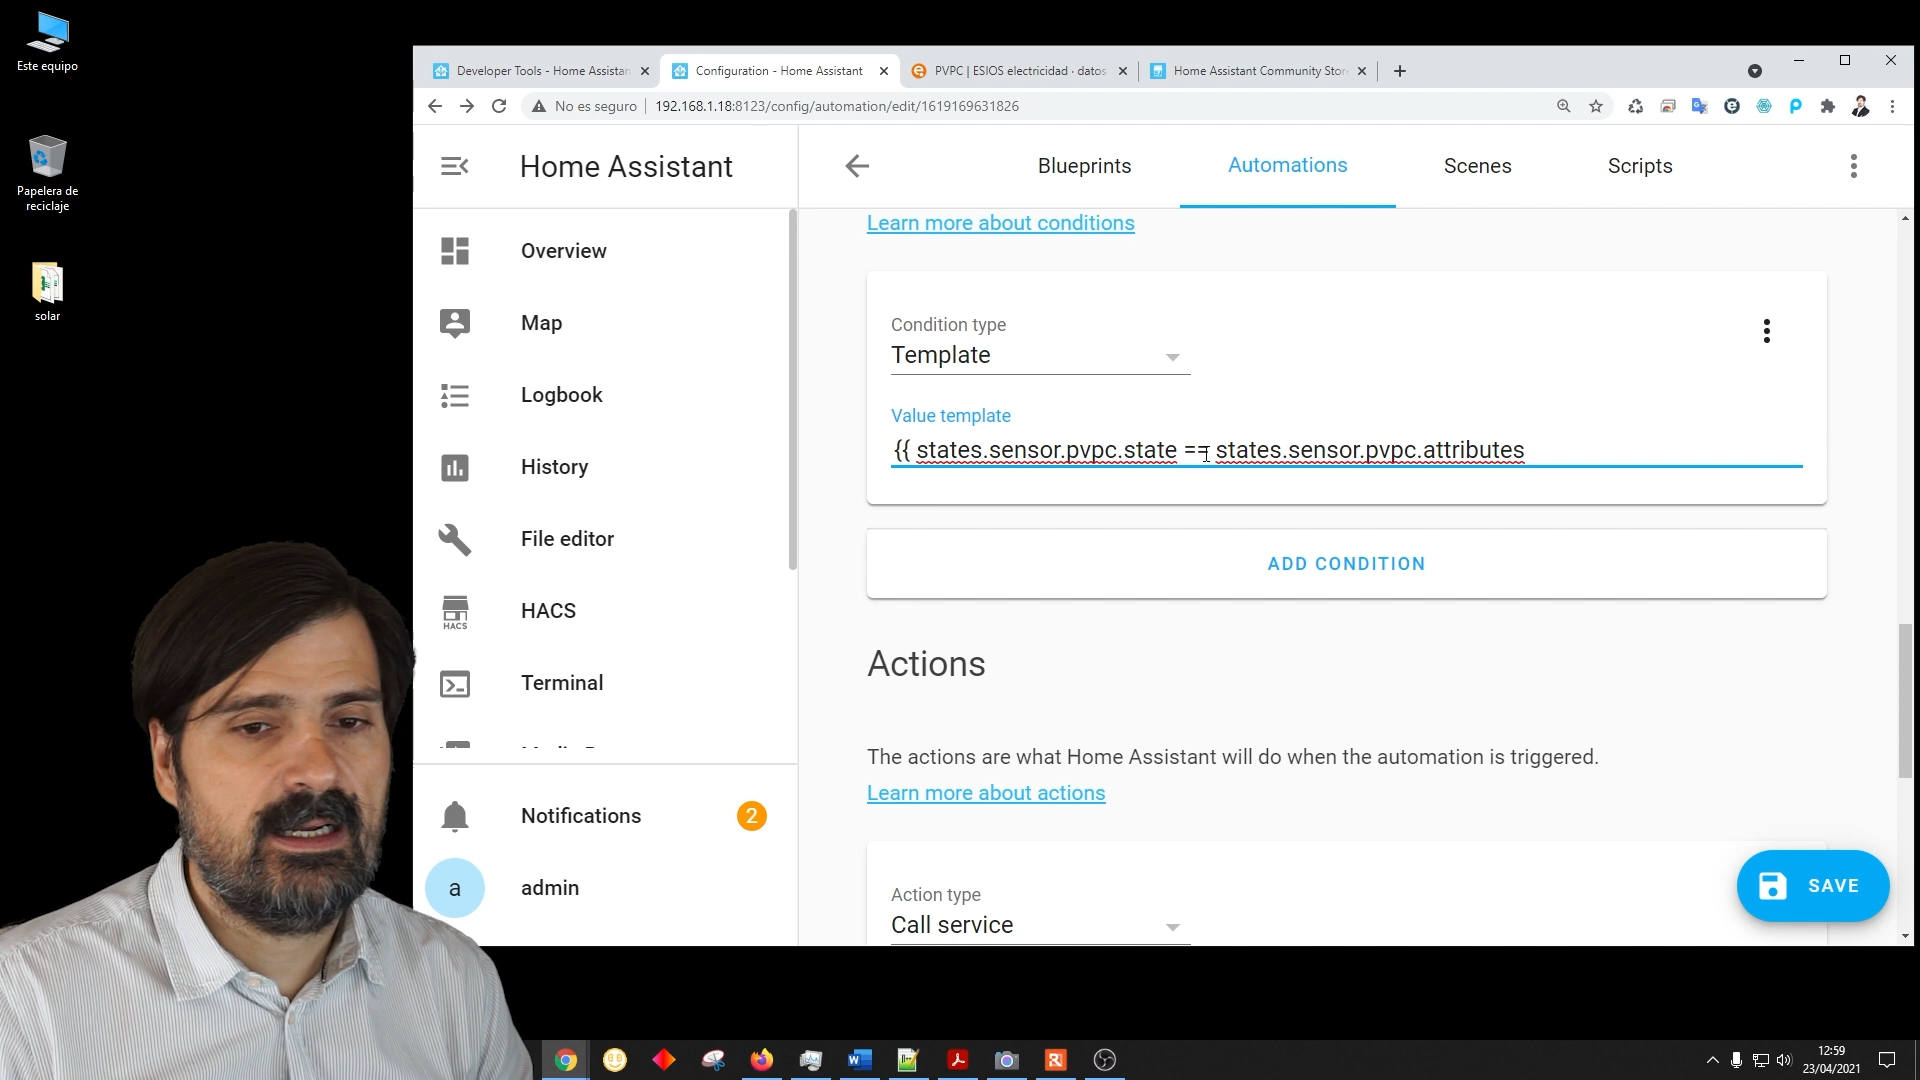 Este equipo
Papelera de
reciclaje
solar
Developer Tools - Home Assistan
Configuration - Home Assistant
PVPC | ESIOS electricidad · datos
Home Assistant Community Store
No es seguro
192.168.1.18:8123/config/automation/edit/1619169631826
Home Assistant
Blueprints
Automations
Scenes
Scripts
Overview
Map
Logbook
History
File editor
HACS
HACS
Terminal
Notifications
2
a
admin
Learn more about conditions
Condition type
Template
Value template
{{ states.sensor.pvpc.state == states.sensor.pvpc.attributes
ADD CONDITION
Actions
The actions are what Home Assistant will do when the automation is triggered.
Learn more about actions
Action type
Call service
SAVE
12:59
23/04/2021